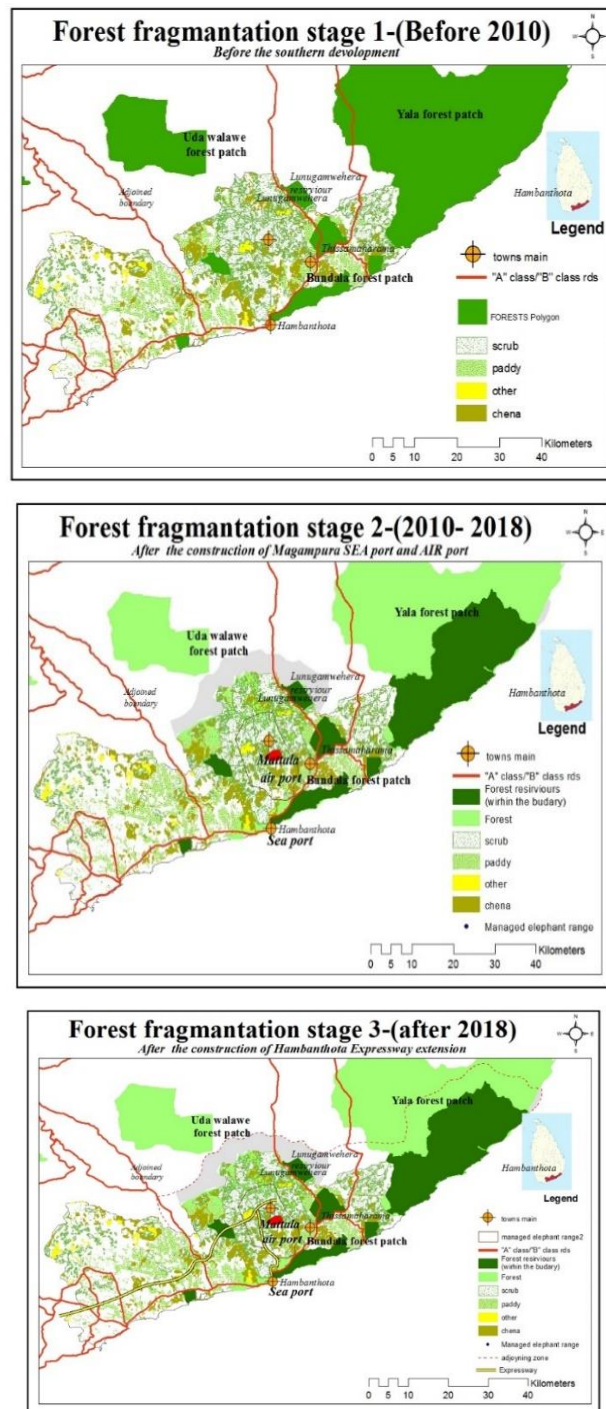 Forest fragmantation stage 1-(Before 2010)
Before the southern devolopment
N
W
E
S
Yala forest patch
Uda walawe
forest patch
Adjoined
boundary
Lunugamwehera
resrviour
Lunugamwehera
Hambanthota
Thissamaharama
Bundala forest patch
Hambanthota
Legend
towns main
"A" class/"B" class rds
FORESTS Polygon
scrub
paddy
other
chena
Kilometers
0 5 10 20 30 40
Forest fragmantation stage 2-(2010- 2018)
After the construction of Magampura SEA port and AIR port
N
W
E
S
Yala forest patch
Uda walawe
forest patch
Adjoined
boundary
Lunugamwehera
resrviour
Lunugamwehera
Hambanthota
Thissamaharama
Mattala
air port
Bundala forest patch
Hambanthota
Sea port
Legend
towns main
"A" class/"B" class rds
Forest resirviours
(wirhin the budary)
Forest
scrub
paddy
other
chena
Managed elephant range
Kilometers
0 5 10 20 30 40
Forest fragmantation stage 3-(after 2018)
After the construction of Hambanthota Expressway extension
N
W
E
S
Yala forest patch
Uda walawe
forest patch
Adjoined
boundary
Lunugamwehera
resrviour
Lunugamwehera
Hambanthota
Thissamaharama
Mattala
air port
Bundala forest patch
Hambanthota
Sea port
Legend
towns main
managed elephant range2
"A" class/"B" class rds
Forest resirviours
(within the budary)
Forest
scrub
paddy
other
chena
Managed elephant range
adjoyning zone
Expressway
Kilometers
0 5 10 20 30 40